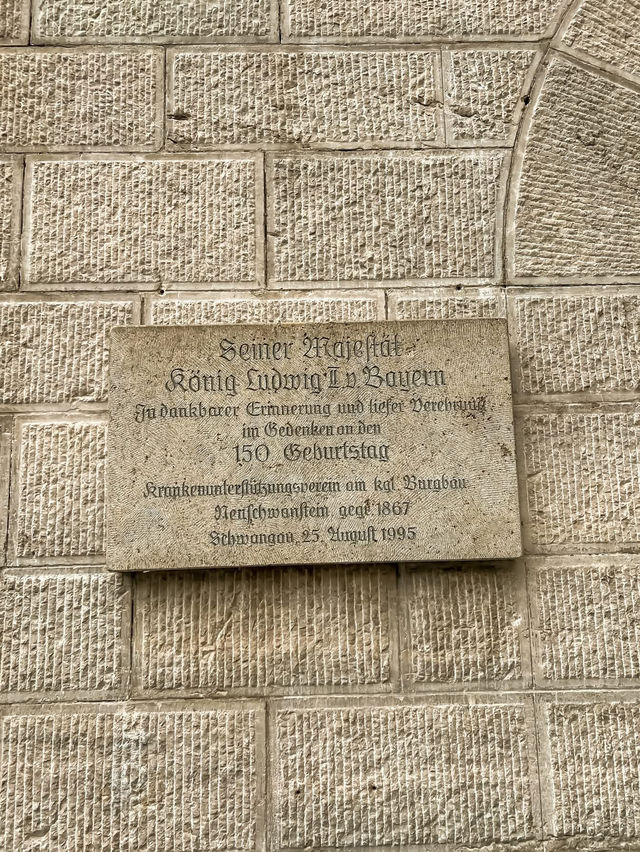 Seiner Majestät
König Ludwig II v Bayern
In dankbarer Erinnerung und tiefer Verehrung
im Gedenken an den
150 Geburtstag
Krankenunterstützungsverein am kgl. Burgbau
Neuschwanstein, gegr. 1867
Schwangau, 25. August 1995